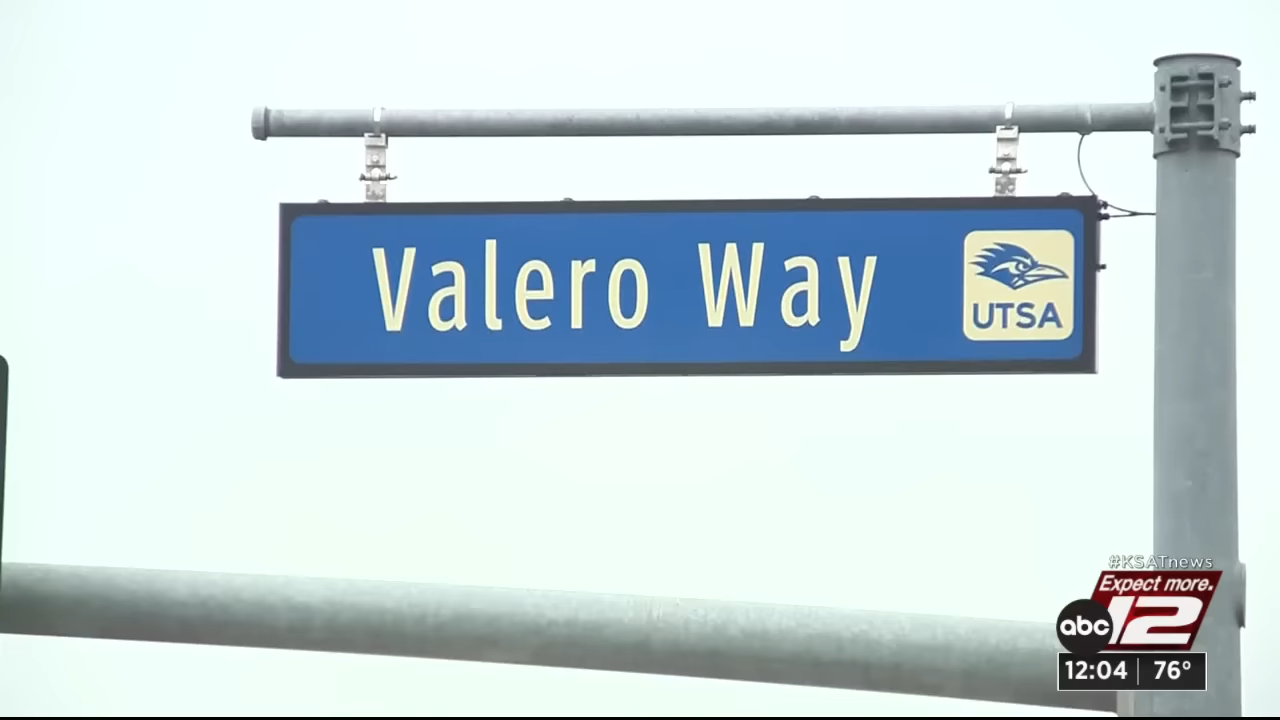 Valero Way
UTSA
#KSATnews
Expect more.
abc 12
12:04 76°